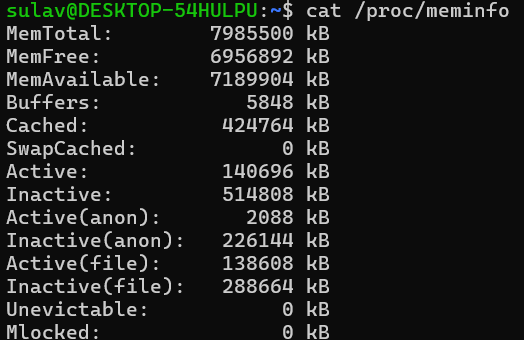 sulav@DESKTOP-54HULPU:~$ cat /proc/meminfo
MemTotal:        7985500 kB
MemFree:         6956892 kB
MemAvailable:    7189904 kB
Buffers:            5848 kB
Cached:           424764 kB
SwapCached:            0 kB
Active:           140696 kB
Inactive:         514808 kB
Active(anon):       2088 kB
Inactive(anon):   226144 kB
Active(file):     138608 kB
Inactive(file):   288664 kB
Unevictable:           0 kB
Mlocked:               0 kB